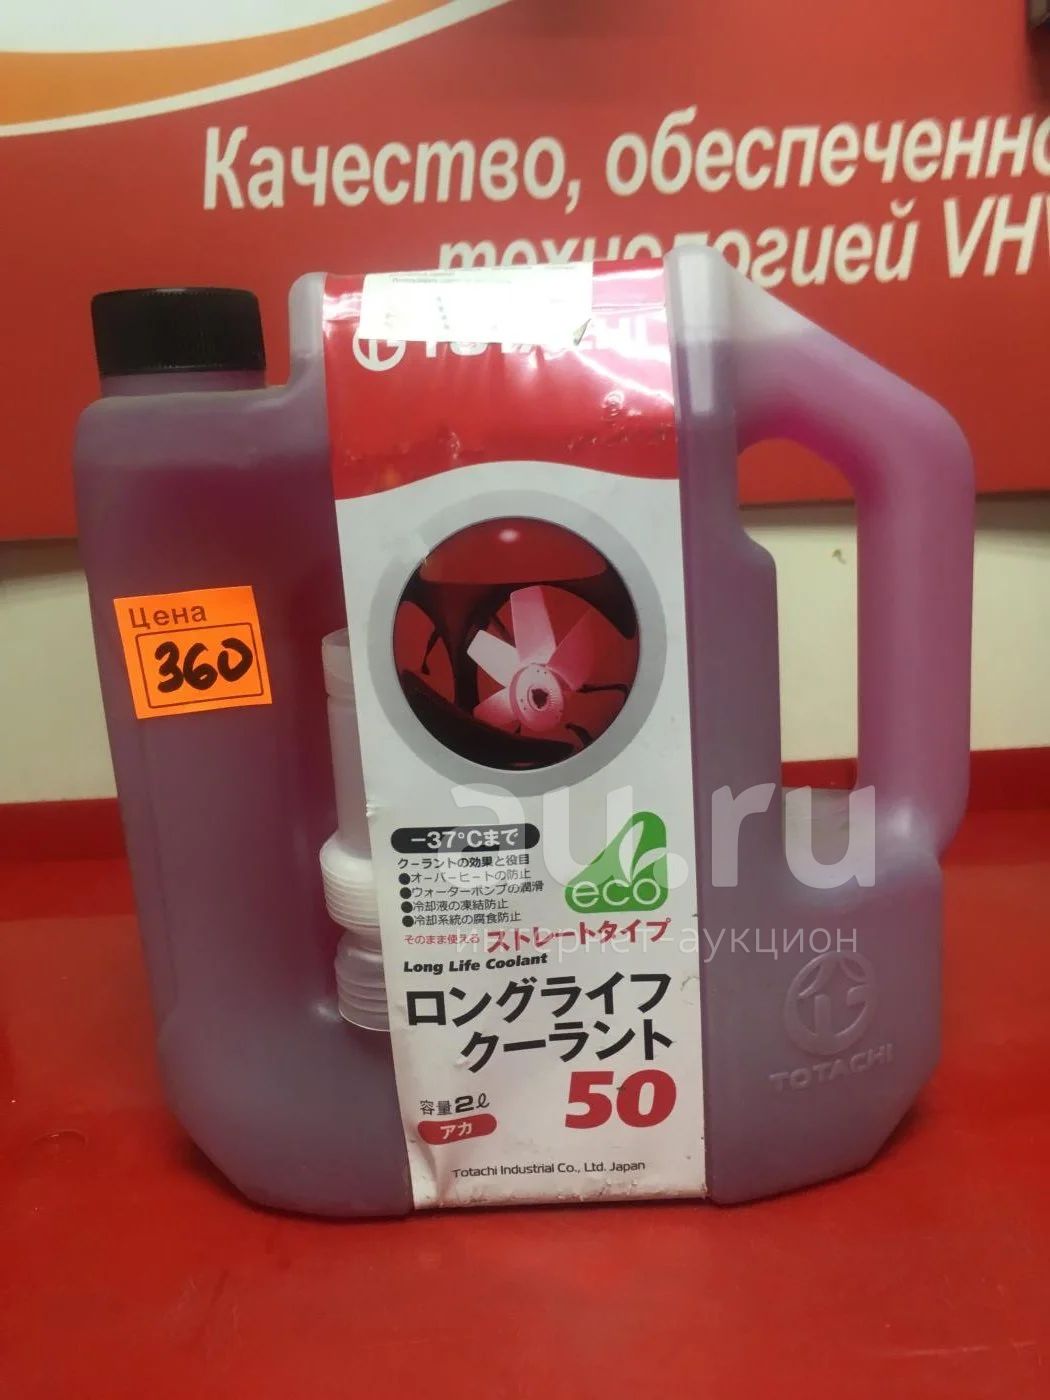 Качество, обеспеченно
технологией VHV
TOTACHI
Цена
360
−37℃まで
クーラントの効果と役目
●オーバーヒートの防止
●ウォーターポンプの潤滑
●冷却液の凍結防止
●冷却系統の腐食防止
eco
そのまま使える ストレートタイプ
Long Life Coolant
ロングライフ
クーラント
50
容量2ℓ
アカ
Totachi Industrial Co., Ltd. Japan
TOTACHI
au.ru
интернет-аукцион